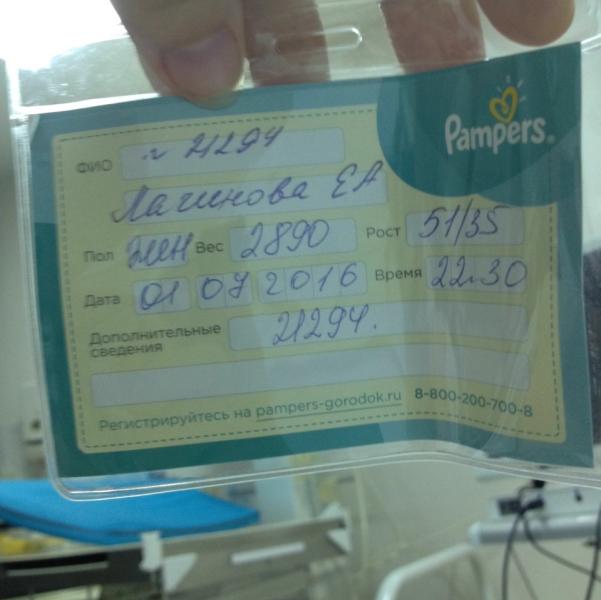 Pampers
ФИО г 21294
Лагинова ЕА
Пол жен Вес 2890 Рост 51/35
Дата 01 07 2016 Время 22.30
Дополнительные сведения 21294.
Регистрируйтесь на pampers-gorodok.ru 8-800-200-700-8